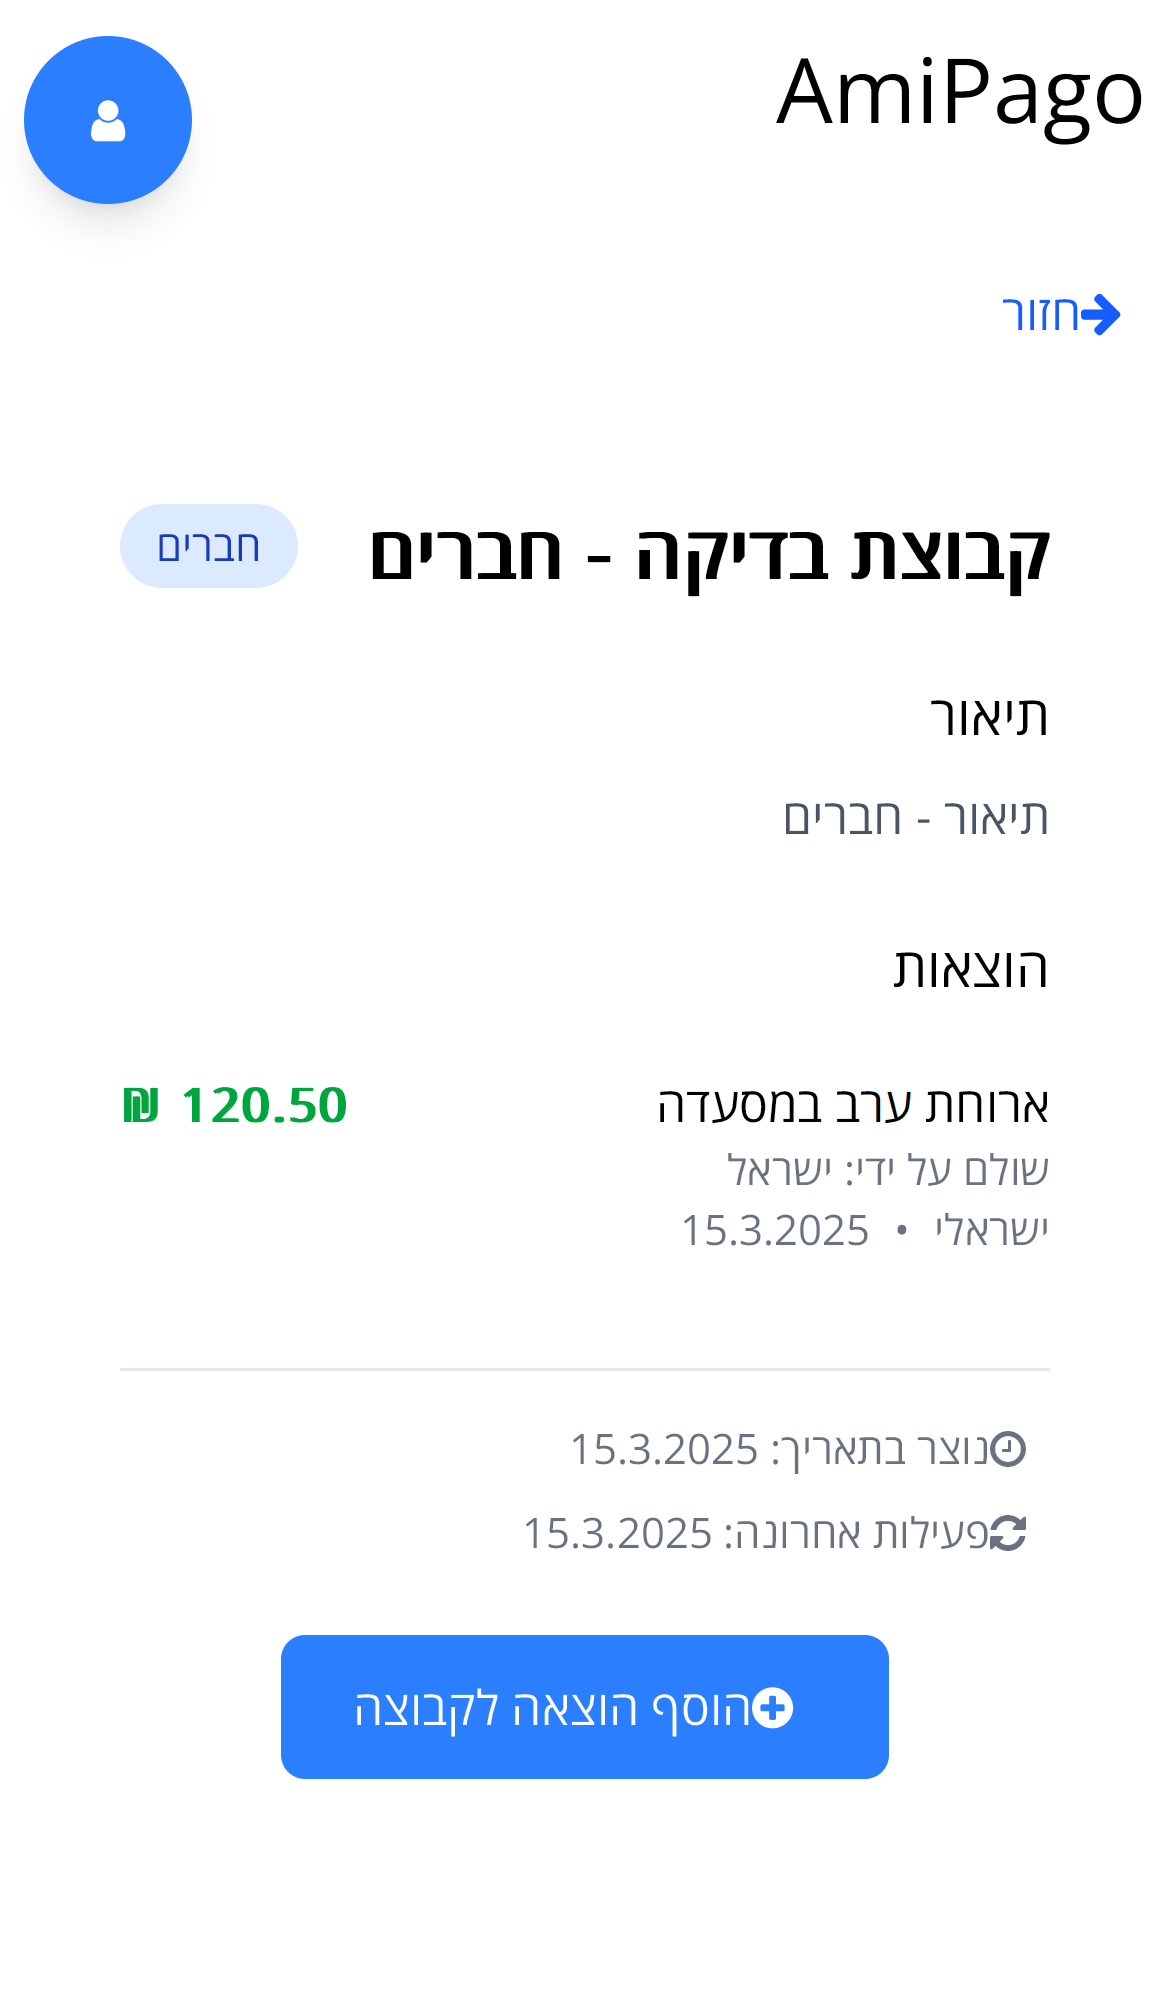 AmiPago
חזור
קבוצת בדיקה - חברים
חברים
תיאור
תיאור - חברים
הוצאות
ארוחת ערב במסעדה
120.50 ₪
שולם על ידי: ישראל
ישראלי • 15.3.2025
נוצר בתאריך: 15.3.2025
פעילות אחרונה: 15.3.2025
הוסף הוצאה לקבוצה